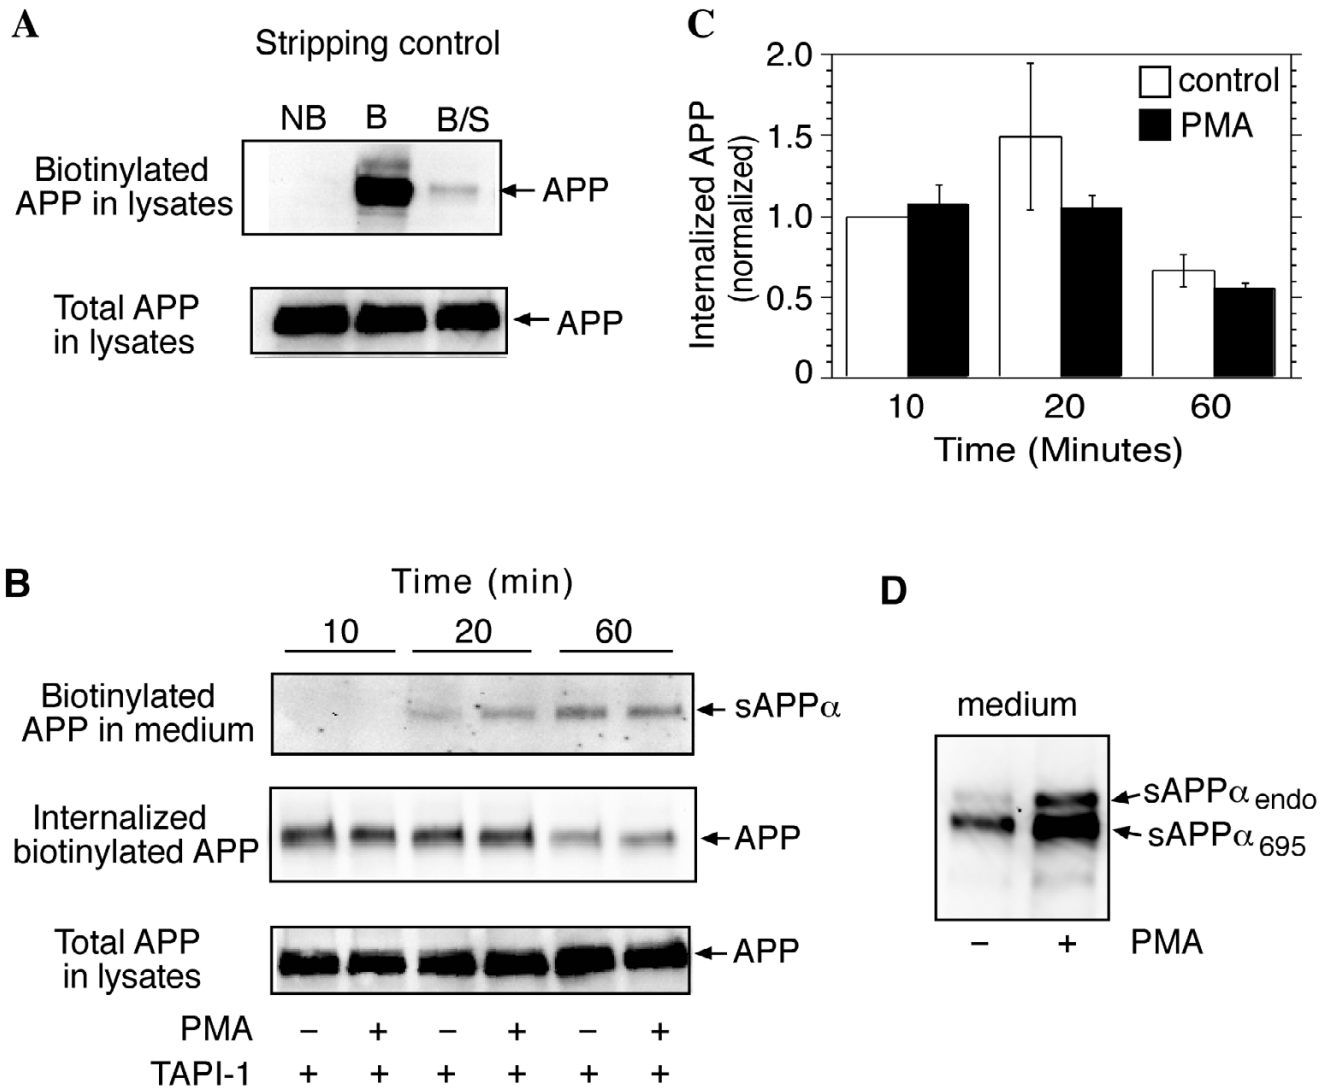 A
Stripping control
NB B B/S
Biotinylated
APP in lysates
APP
Total APP
in lysates
APP
C
Internalized APP
(normalized)
2.0
1.5
1.0
0.5
0
control
PMA
10 20 60
Time (Minutes)
B
Time (min)
10 20 60
Biotinylated
APP in medium
sAPPα
Internalized
biotinylated APP
APP
Total APP
in lysates
APP
PMA − + − + − +
TAPI-1 + + + + + +
D
medium
sAPPα endo
sAPPα 695
− + PMA